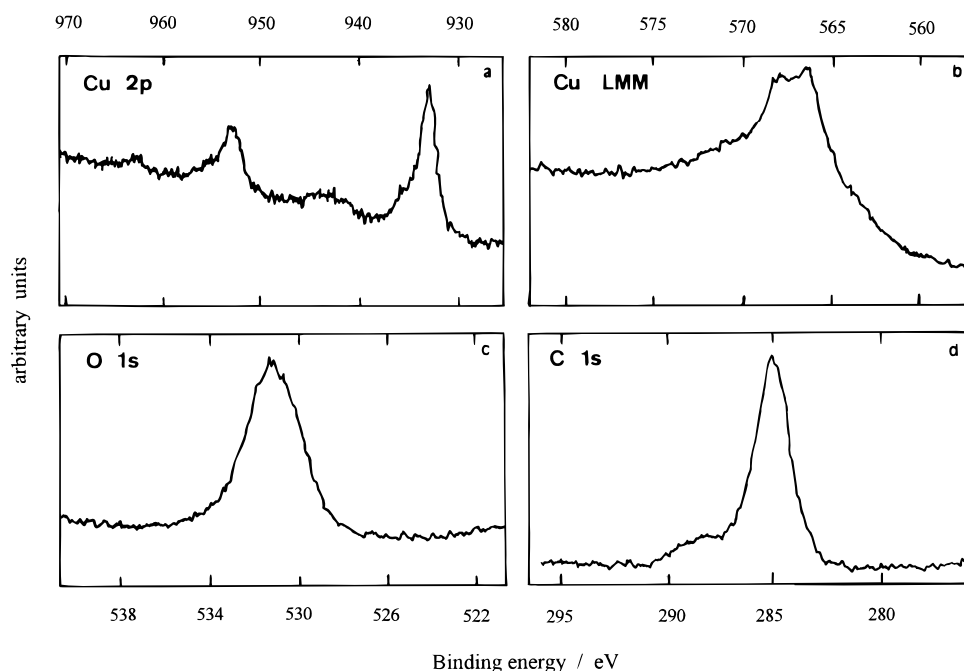 970 960 950 940 930
580 575 570 565 560
Cu 2p a
Cu LMM b
arbitrary units
O 1s c
C 1s d
538 534 530 526 522
295 290 285 280
Binding energy / eV